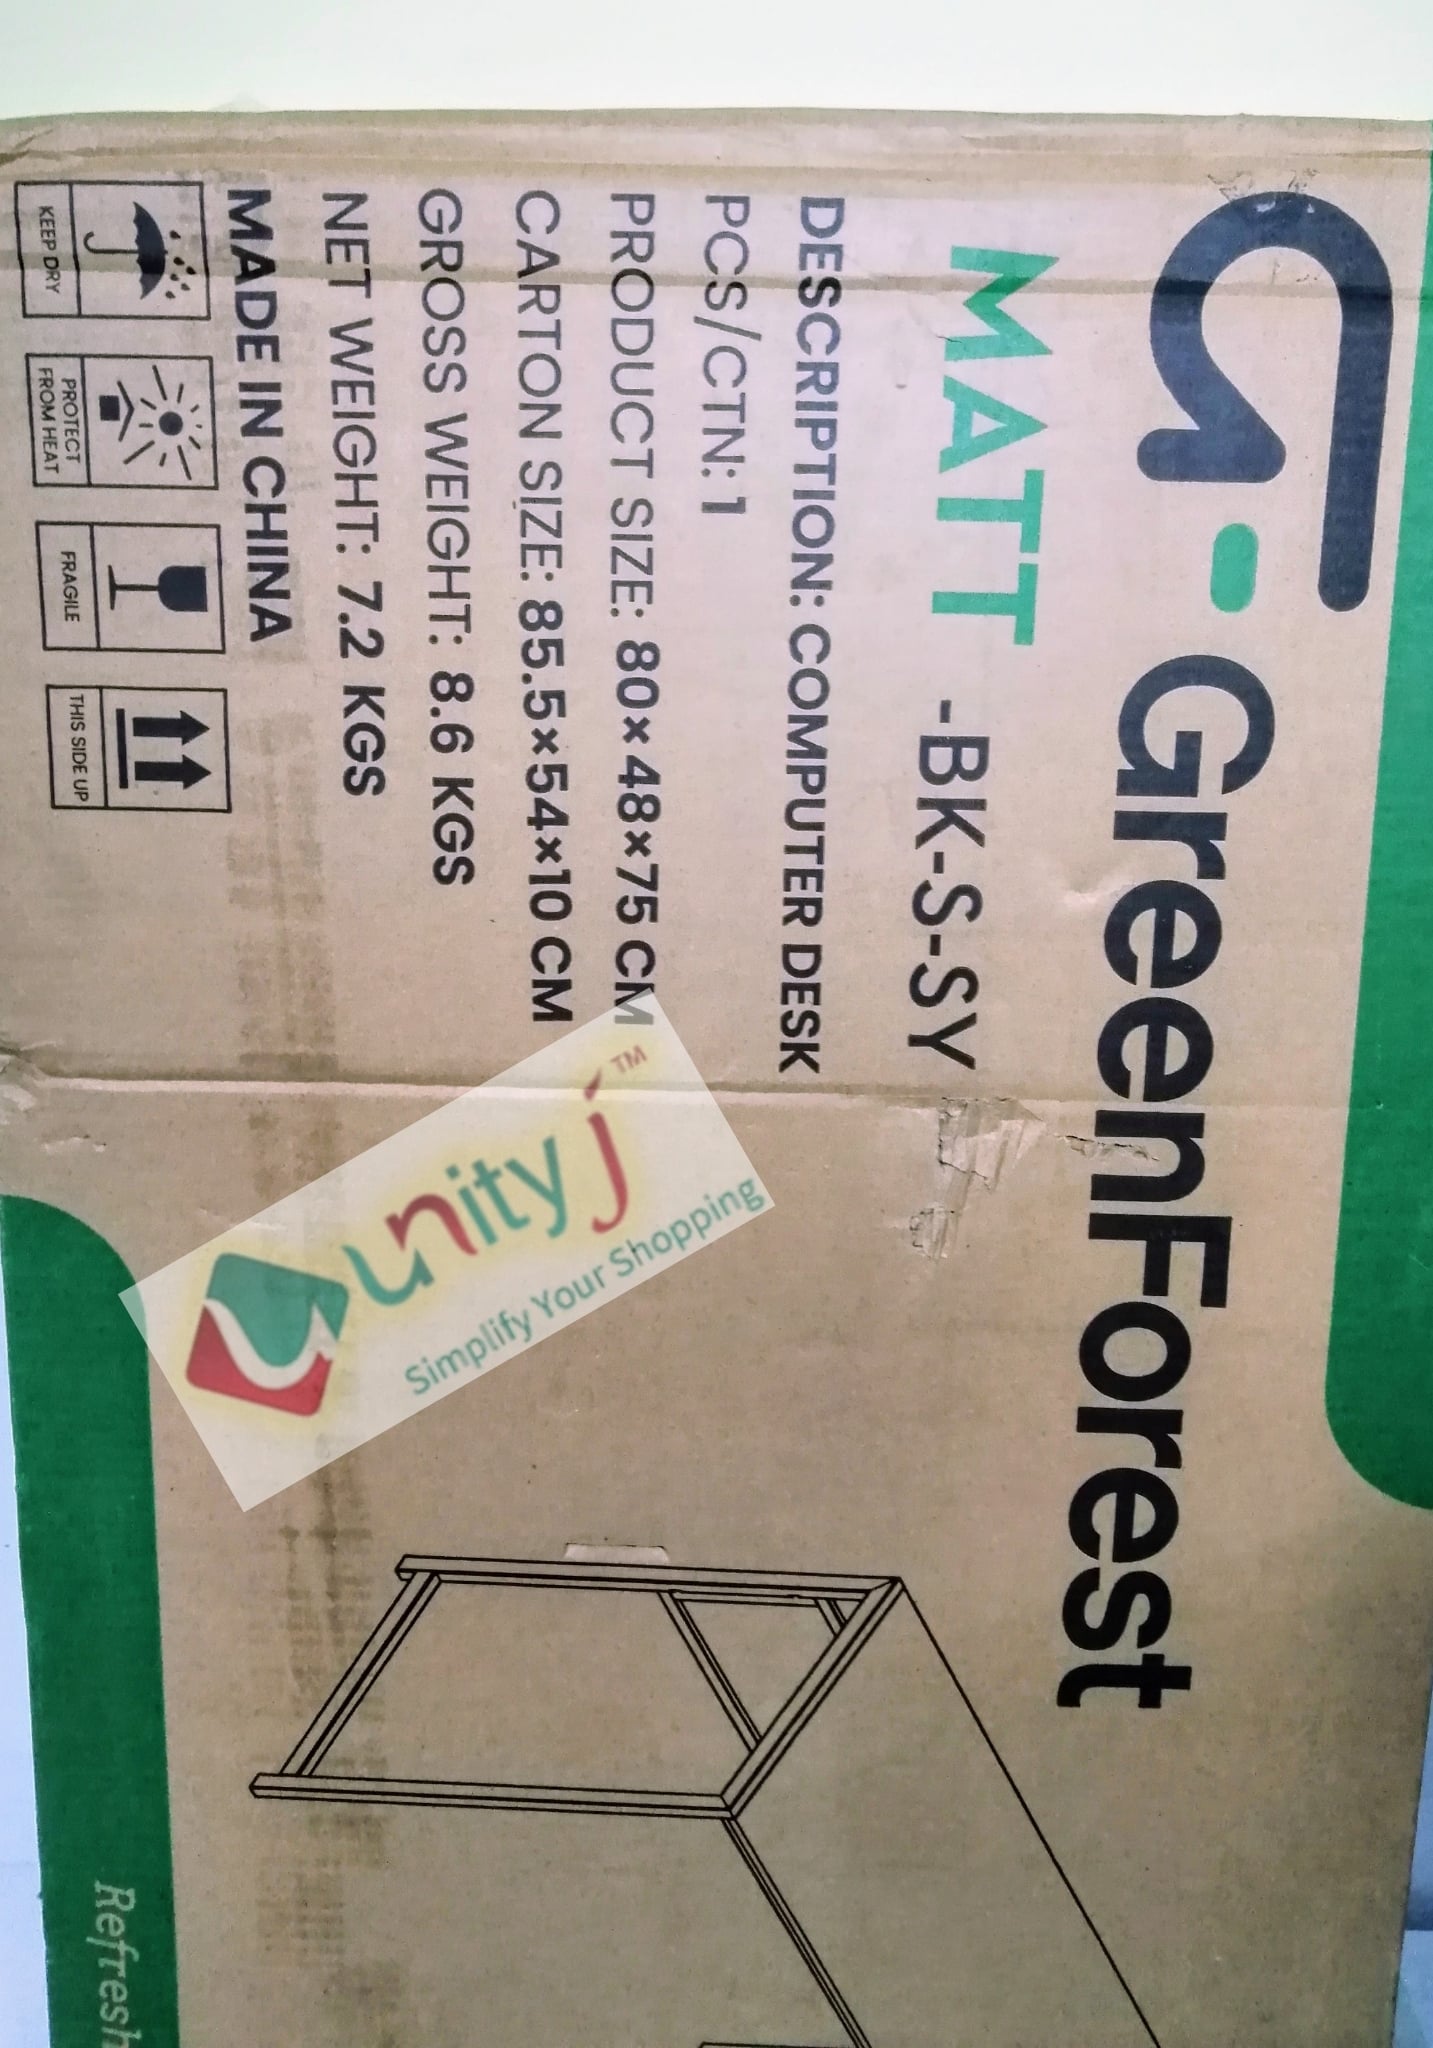 GreenForest
MATT -BK-S-SY
DESCRIPTION: COMPUTER DESK
PCS/CTN: 1
PRODUCT SIZE: 80×48×75 CM
CARTON SIZE: 85.5×54×10 CM
GROSS WEIGHT: 8.6 KGS
NET WEIGHT: 7.2 KGS
MADE IN CHINA
KEEP DRY
PROTECT
FROM HEAT
FRAGILE
THIS SIDE UP
unityj™
Simplify Your Shopping
Refresh